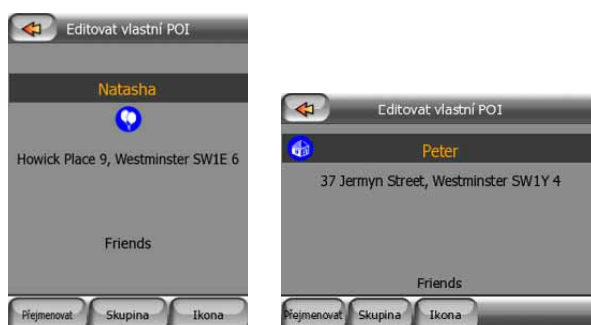 Editovat vlastní POI
Natasha
Howick Place 9, Westminster SW1E 6
Friends
Přejmenovat Skupina Ikona
Editovat vlastní POI
Peter
37 Jermyn Street, Westminster SW1Y 4
Friends
Přejmenovat Skupina Ikona